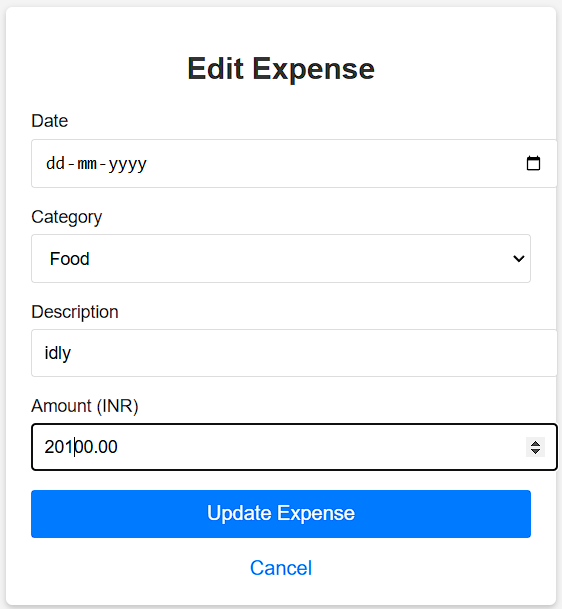 Edit Expense
Date
dd-mm-yyyy
Category
Food
Description
idly
Amount (INR)
20100.00
Update Expense
Cancel